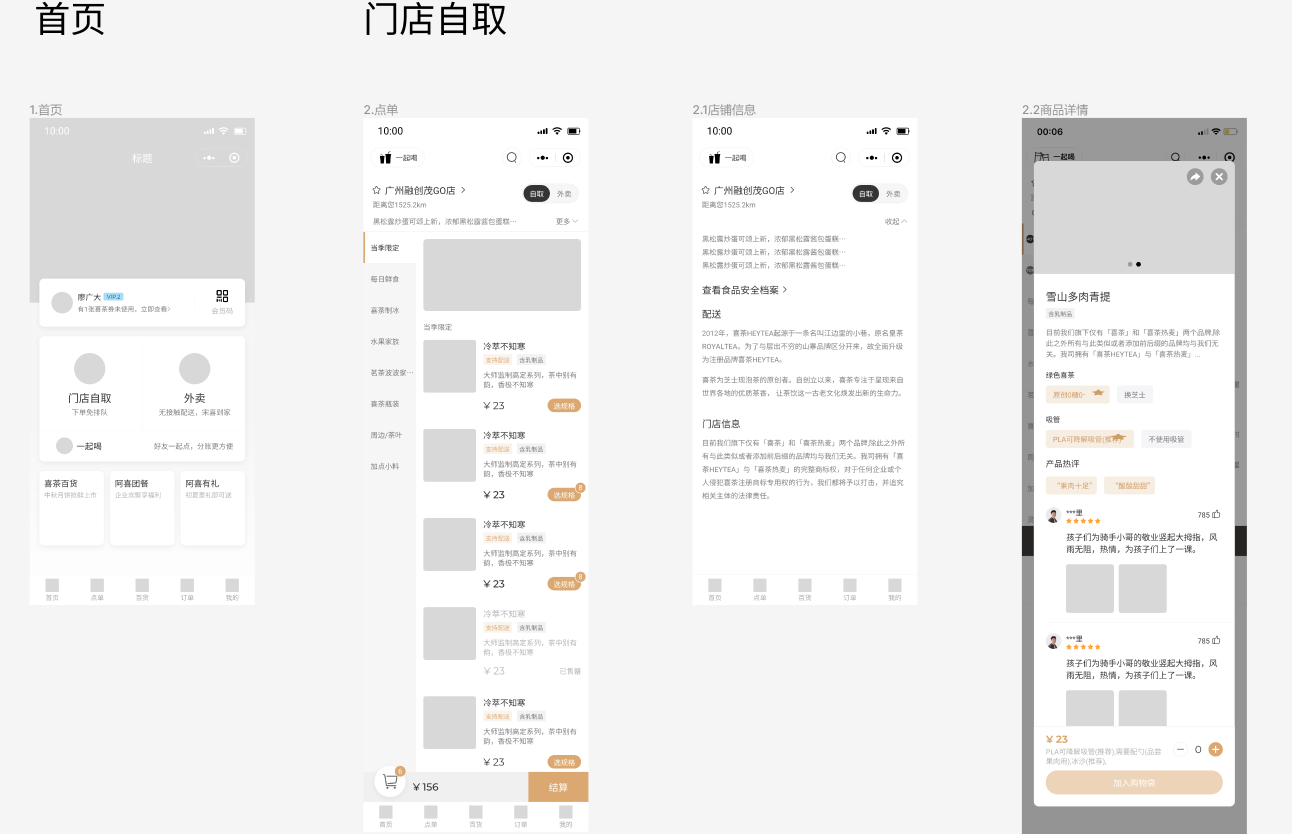 首页
门店自取
1.首页
10:00
标题
廖广大 VIP.2
有1张喜茶券未使用,立即查看>
会员码
门店自取
下单免排队
外卖
无接触配送,宋喜到家
一起喝
好友一起点,分账更方便
喜茶百货
中秋月饼抢鲜上市
阿喜团餐
企业欢聚享福利
阿喜有礼
初夏喜礼即可送
首页 点单 百货 订单 我的
2.点单
10:00
一起喝
广州融创茂GO店 >
距离您1525.2km
自取 外卖
黑松露炒蛋可颂上新,浓郁黑松露酱包蛋糕…
更多
当季限定
每日鲜食
喜茶制冰
水果家族
茗茶波波家…
喜茶瓶装
周边/茶叶
加点小料
当季限定
冷萃不知寒
支持配送 含乳制品
大师监制高定系列,茶中别有
韵,香极不知寒
¥ 23
选规格
冷萃不知寒
支持配送 含乳制品
大师监制高定系列,茶中别有
韵,香极不知寒
¥ 23
选规格 8
冷萃不知寒
支持配送 含乳制品
大师监制高定系列,茶中别有
韵,香极不知寒
¥ 23
选规格 8
冷萃不知寒
支持配送 含乳制品
大师监制高定系列,茶中别有
韵,香极不知寒
¥ 23
已售罄
冷萃不知寒
支持配送 含乳制品
大师监制高定系列,茶中别有
韵,香极不知寒
¥ 23
选规格
6
¥ 156
结算
首页 点单 百货 订单 我的
2.1店铺信息
10:00
一起喝
广州融创茂GO店 >
距离您1525.2km
自取 外卖
收起
黑松露炒蛋可颂上新,浓郁黑松露酱包蛋糕…
黑松露炒蛋可颂上新,浓郁黑松露酱包蛋糕…
黑松露炒蛋可颂上新,浓郁黑松露酱包蛋糕…
查看食品安全档案 >
配送
2012年,喜茶HEYTEA起源于一条名叫江边里的小巷,原名皇茶
ROYALTEA。为了与层出不穷的山寨品牌区分开来,故全面升级
为注册品牌喜茶HEYTEA。
喜茶为芝士现泡茶的原创者。自创立以来,喜茶专注于呈现来自
世界各地的优质茶香,让茶饮这一古老文化焕发出新的生命力。
门店信息
目前我们旗下仅有「喜茶」和「喜茶热麦」两个品牌,除此之外所
有与此类似或者添加前后缀的品牌均与我们无关。我司拥有「喜
茶HEYTEA」与「喜茶热麦」的完整商标权,对于任何企业或个
人侵犯喜茶注册商标专用权的行为,我们都将予以打击,并追究
相关主体的法律责任。
首页 点单 百货 订单 我的
2.2商品详情
00:06
一起喝
雪山多肉青提
含乳制品
目前我们旗下仅有「喜茶」和「喜茶热麦」两个品牌,除
此之外所有与此类似或者添加前后缀的品牌均与我们无
关。我司拥有「喜茶HEYTEA」与「喜茶热麦」...
绿色喜茶
原创0糖0- 换芝士
吸管
PLA可降解吸管(推荐) 不使用吸管
产品热评
“果肉十足” “酸酸甜甜”
***里
785
孩子们为骑手小哥的敬业竖起大拇指,风
雨无阻,热情,为孩子们上了一课。
***里
785
孩子们为骑手小哥的敬业竖起大拇指,风
雨无阻,热情,为孩子们上了一课。
¥ 23
PLA可降解吸管(推荐),需要配勺(品尝
果肉用),冰沙(推荐),
0
加入购物袋